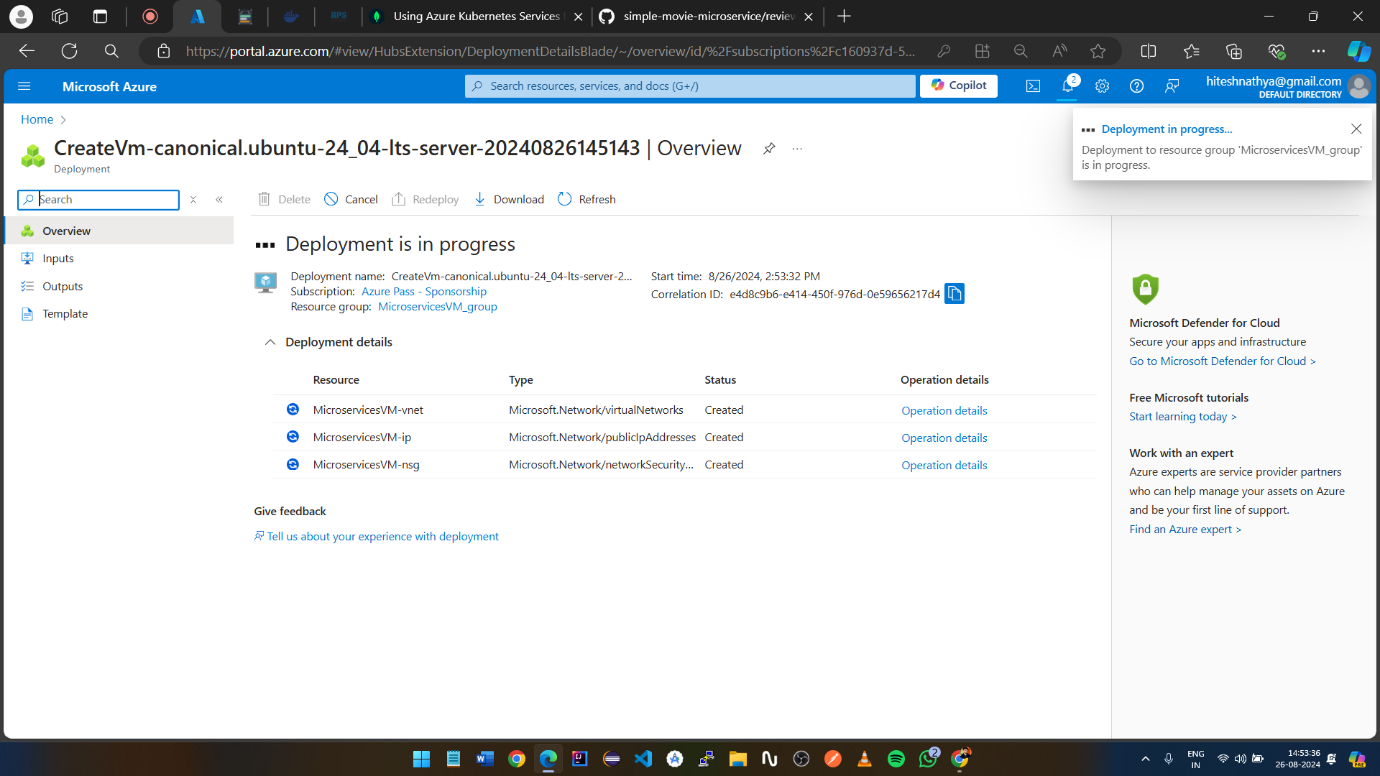 RPS
Using Azure Kubernetes Services
simple-movie-microservice/review
https://portal.azure.com/#view/HubsExtension/DeploymentDetailsBlade/~/overview/id/%2Fsubscriptions%2Fc160937d-5...
Microsoft Azure
Search resources, services, and docs (G+/)
Copilot
2
hiteshnathya@gmail.com
DEFAULT DIRECTORY
Home
Deployment in progress...
Deployment to resource group 'MicroservicesVM_group'
is in progress.
CreateVm-canonical.ubuntu-24_04-lts-server-20240826145143 | Overview
Deployment
Search
Delete Cancel Redeploy Download Refresh
Overview
Inputs
Outputs
Template
Deployment is in progress
Deployment name: CreateVm-canonical.ubuntu-24_04-lts-server-2...
Subscription: Azure Pass - Sponsorship
Resource group: MicroservicesVM_group
Start time: 8/26/2024, 2:53:32 PM
Correlation ID: e4d8c9b6-e414-450f-976d-0e59656217d4
Deployment details
Resource Type Status Operation details
MicroservicesVM-vnet Microsoft.Network/virtualNetworks Created Operation details
MicroservicesVM-ip Microsoft.Network/publicIpAddresses Created Operation details
MicroservicesVM-nsg Microsoft.Network/networkSecurity... Created Operation details
Give feedback
Tell us about your experience with deployment
Microsoft Defender for Cloud
Secure your apps and infrastructure
Go to Microsoft Defender for Cloud >
Free Microsoft tutorials
Start learning today >
Work with an expert
Azure experts are service provider partners
who can help manage your assets on Azure
and be your first line of support.
Find an Azure expert >
2
ENG
IN
14:53:36
26-08-2024